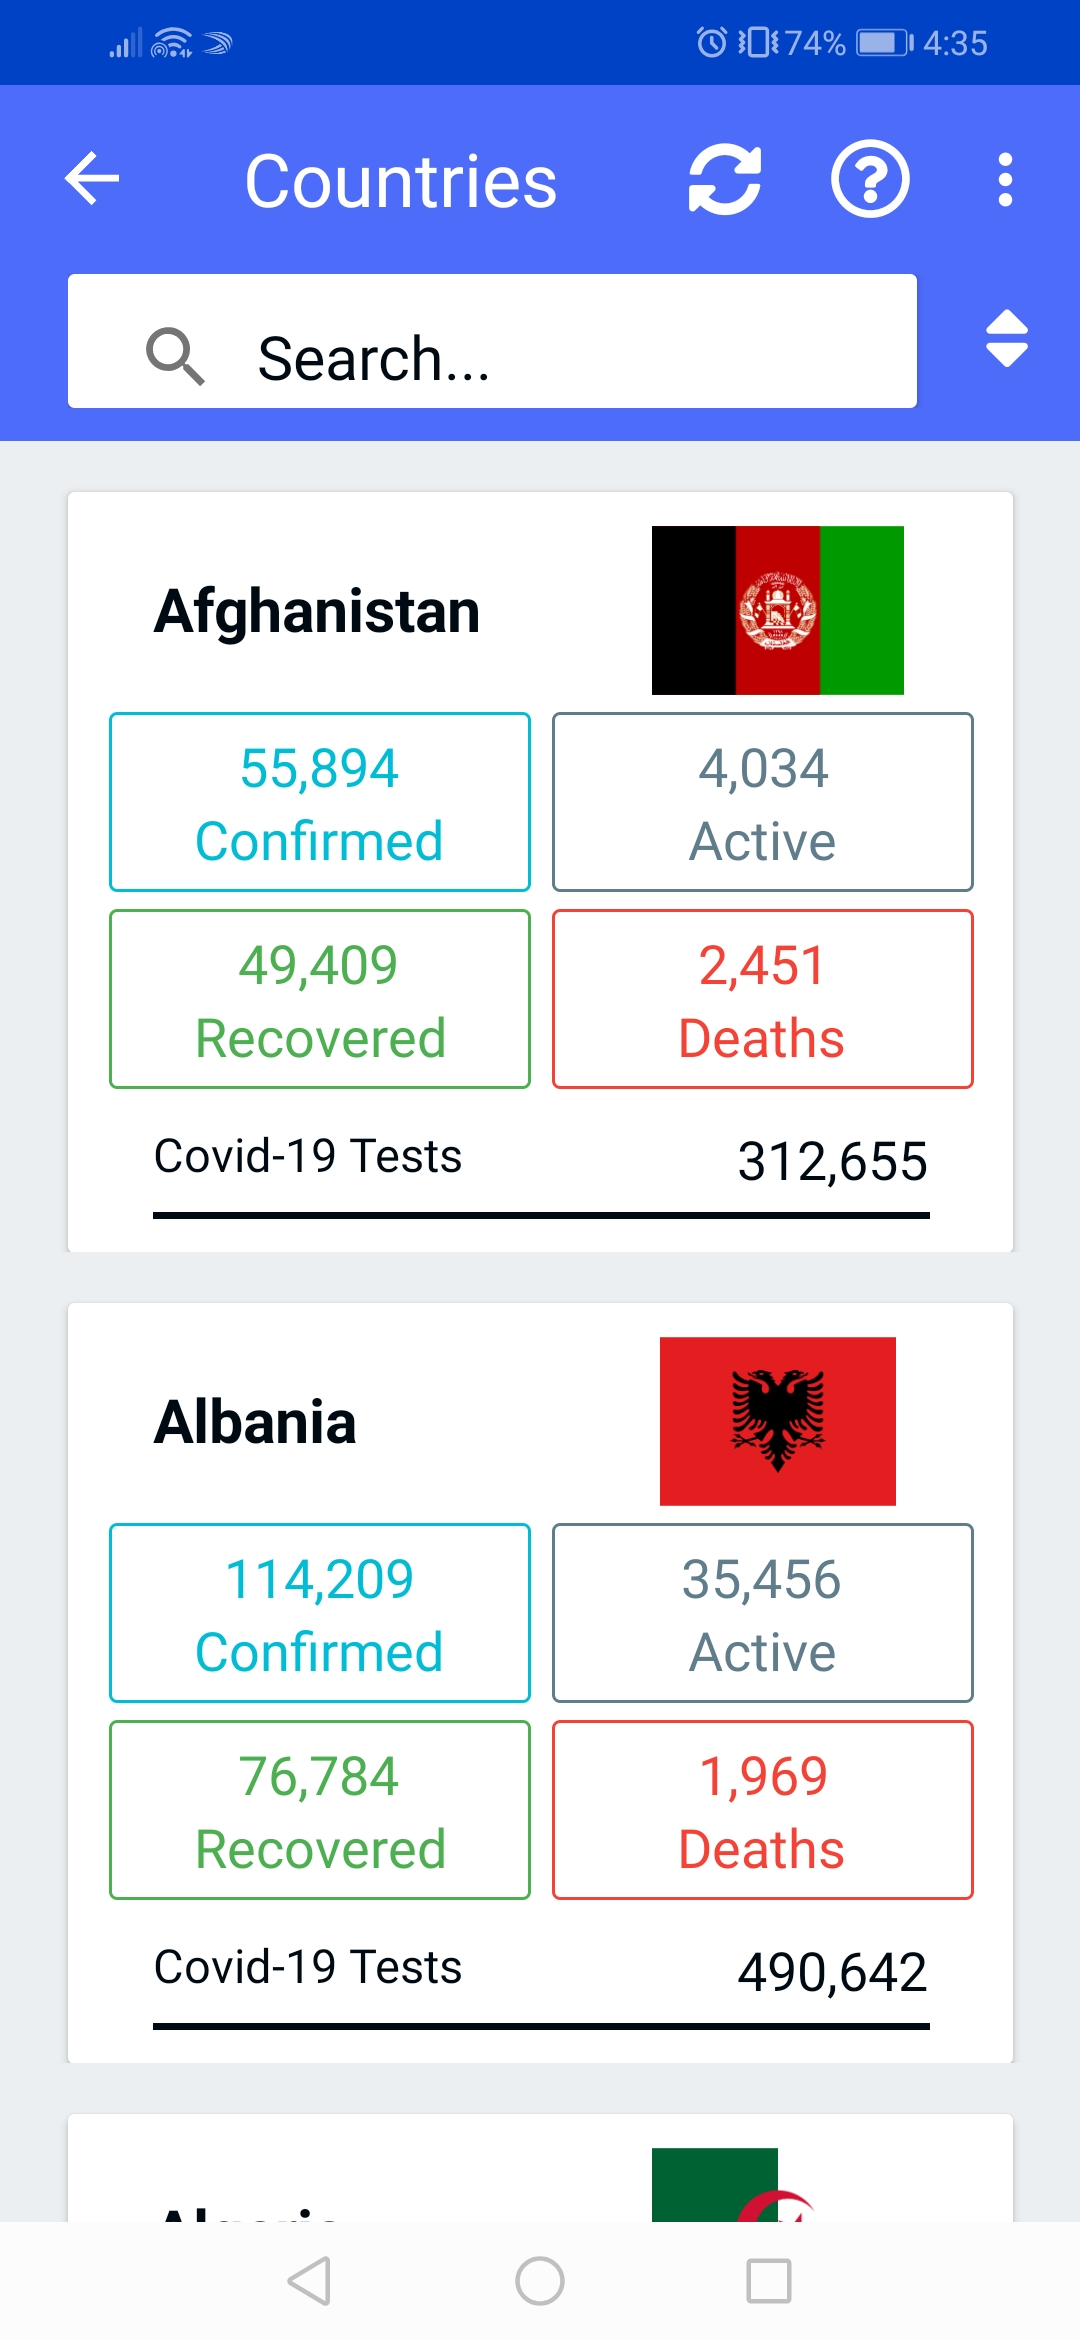 74% 4:35
Countries
Search...
Afghanistan
55,894 4,034
Confirmed Active
49,409 2,451
Recovered Deaths
Covid-19 Tests 312,655
Albania
114,209 35,456
Confirmed Active
76,784 1,969
Recovered Deaths
Covid-19 Tests 490,642
Algeria